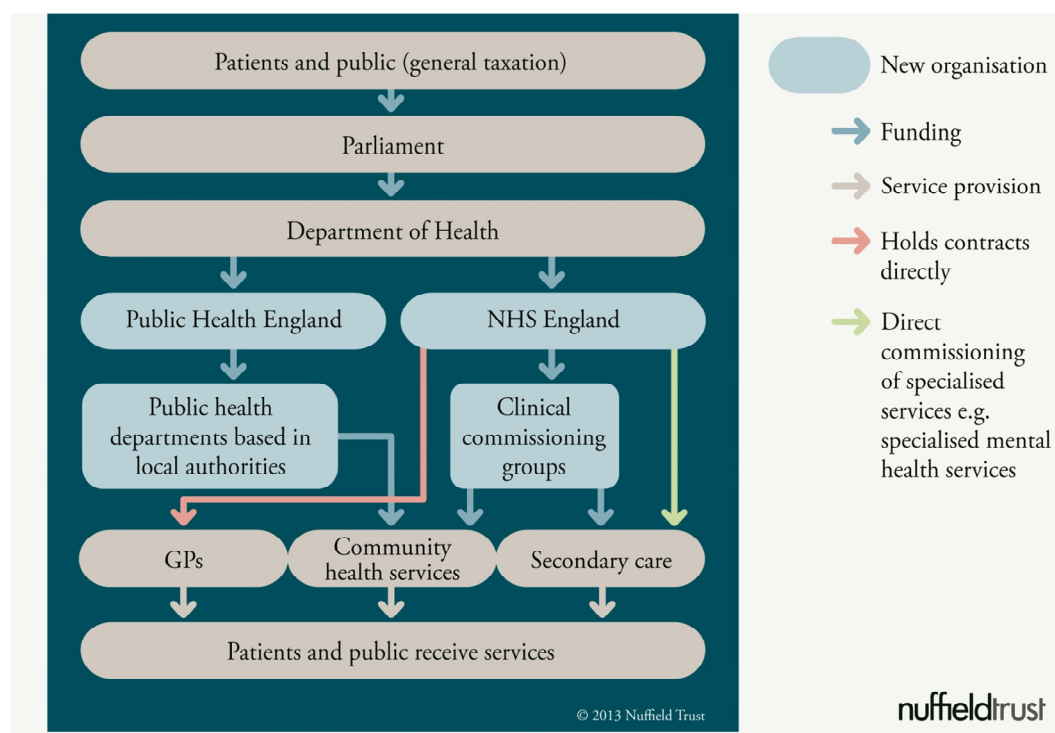 Patients and public (general taxation)
Parliament
Department of Health
Public Health England
NHS England
Public health
departments based in
local authorities
Clinical
commissioning
groups
GPs
Community
health services
Secondary care
Patients and public receive services
© 2013 Nuffield Trust
New organisation
Funding
Service provision
Holds contracts
directly
Direct
commissioning
of specialised
services e.g.
specialised mental
health services
nuffieldtrust